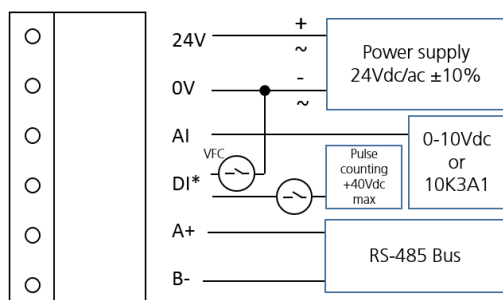 24V
+
~
Power supply
24Vdc/ac ±10%
0V
-
~
AI
0-10Vdc
or
10K3A1
VFC
DI*
Pulse
counting
+40Vdc
max
A+
RS-485 Bus
B-